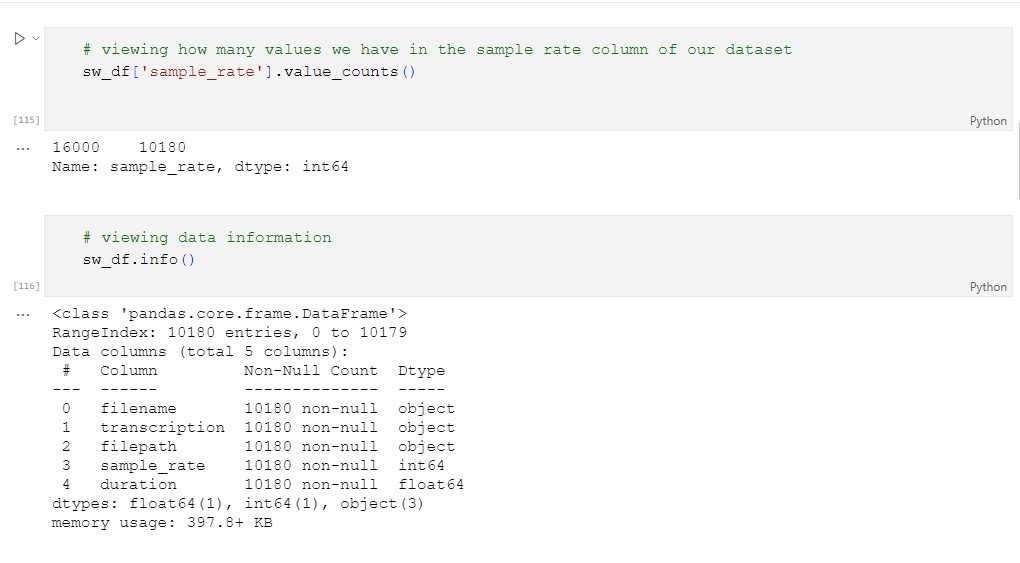 # viewing how many values we have in the sample rate column of our dataset
sw_df['sample_rate'].value_counts()
[115]
Python
... 16000    10180
Name: sample_rate, dtype: int64
# viewing data information
sw_df.info()
[116]
Python
... <class 'pandas.core.frame.DataFrame'>
RangeIndex: 10180 entries, 0 to 10179
Data columns (total 5 columns):
 #   Column         Non-Null Count  Dtype
---  ------         --------------  -----
 0   filename       10180 non-null  object
 1   transcription  10180 non-null  object
 2   filepath       10180 non-null  object
 3   sample_rate    10180 non-null  int64
 4   duration       10180 non-null  float64
dtypes: float64(1), int64(1), object(3)
memory usage: 397.8+ KB